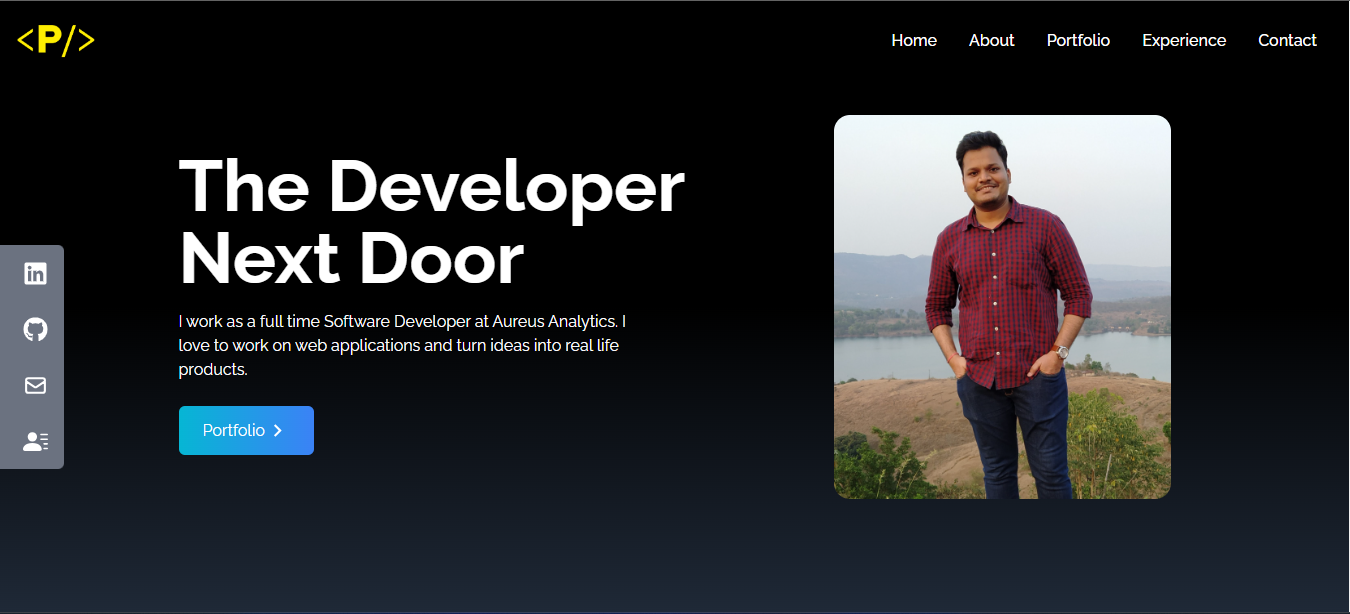 <P/>
Home
About
Portfolio
Experience
Contact
The Developer
Next Door
I work as a full time Software Developer at Aureus Analytics. I
love to work on web applications and turn ideas into real life
products.
Portfolio
in